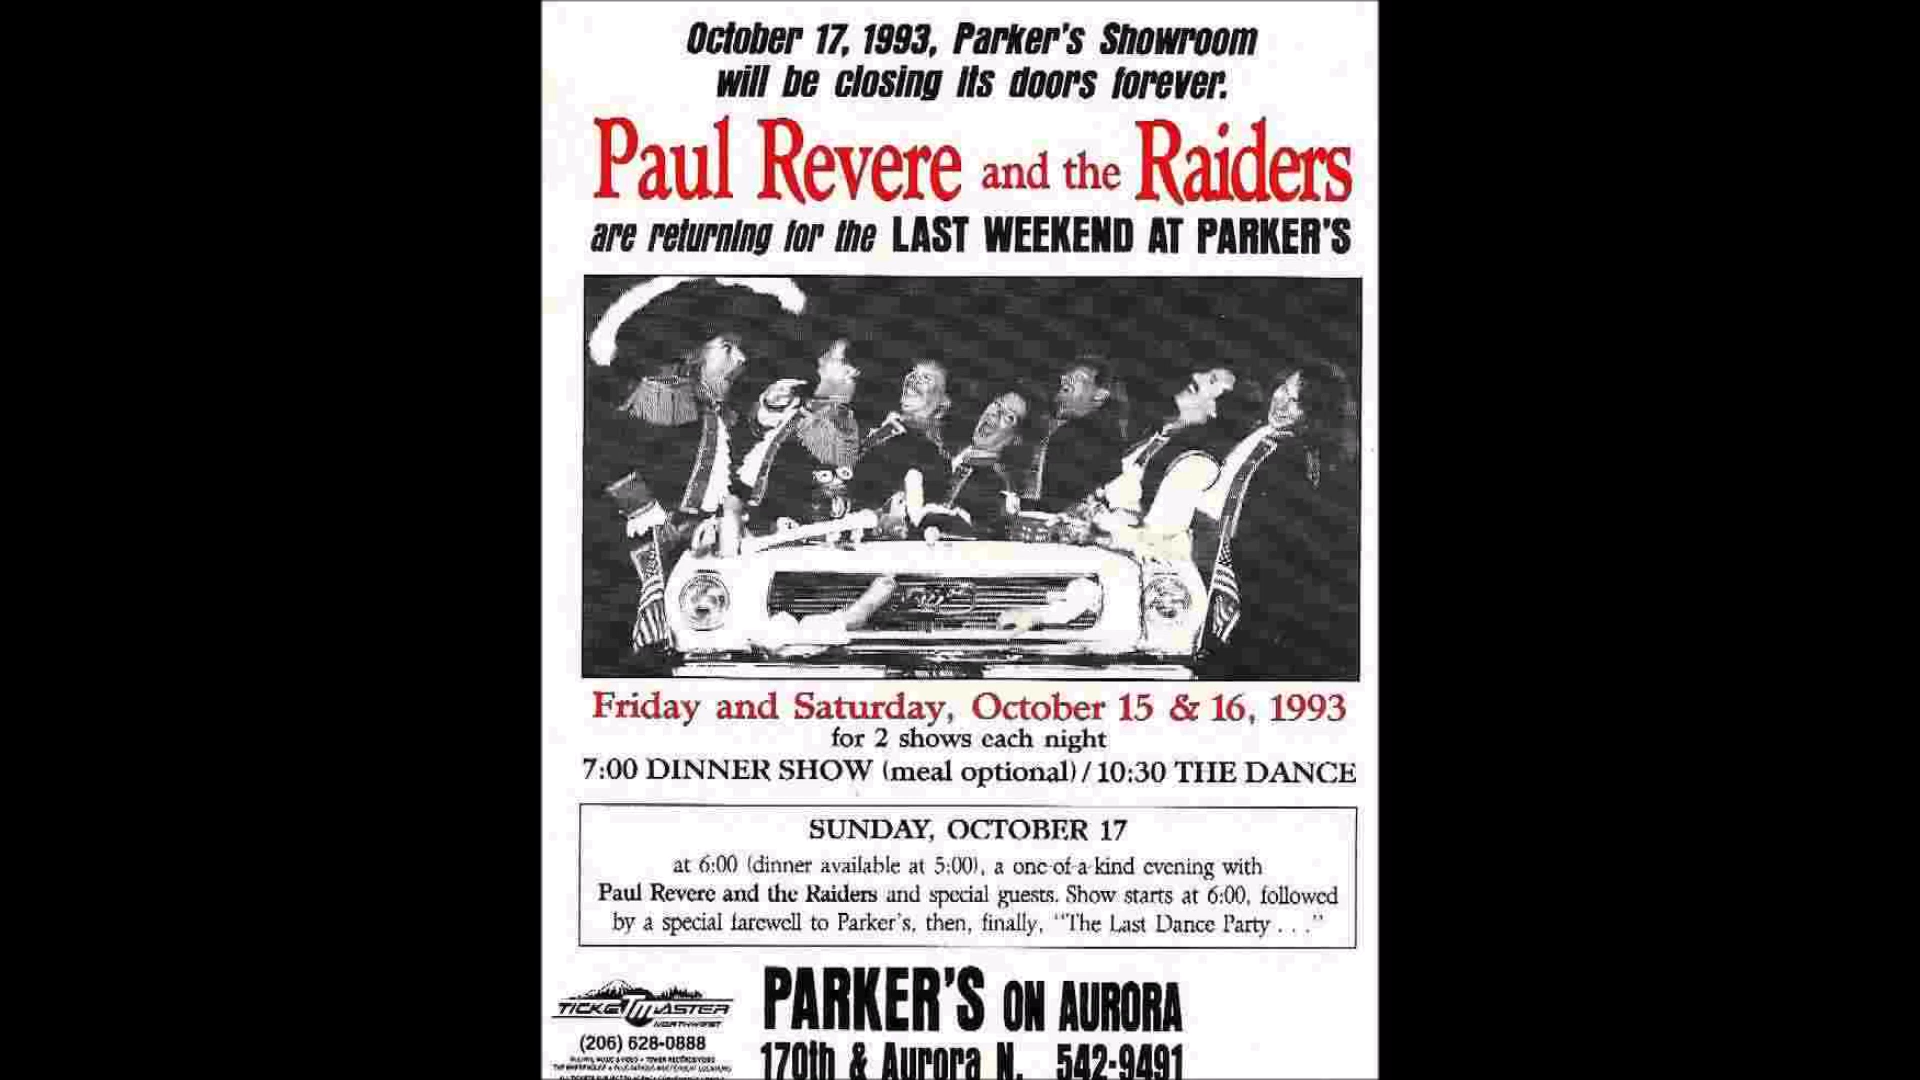 October 17, 1993, Parker's Showroom
will be closing its doors forever.
Paul Revere and the Raiders
are returning for the LAST WEEKEND AT PARKER'S
Friday and Saturday, October 15 & 16, 1993
for 2 shows each night
7:00 DINNER SHOW (meal optional) / 10:30 THE DANCE
SUNDAY, OCTOBER 17
at 6:00 (dinner available at 5:00), a one-of-a-kind evening with
Paul Revere and the Raiders and special guests. Show starts at 6:00, followed
by a special farewell to Parker's, then, finally, "The Last Dance Party . . ."
TICKETMASTER
NORTHWEST
(206) 628-0888
PARKER'S ON AURORA
170th & Aurora N. 542-9491